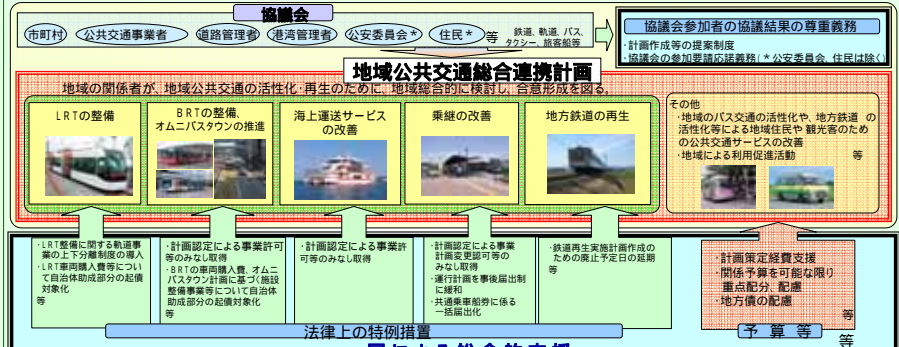 協議会
市町村 公共交通事業者 道路管理者 港湾管理者 公安委員会* 住民* 等
鉄道、軌道、バス、
タクシー、旅客船等
協議会参加者の協議結果の尊重義務
・計画作成等の提案制度
・協議会の参加要請応諾義務(*公安委員会、住民は除く)
地域公共交通総合連携計画
地域の関係者が、地域公共交通の活性化・再生のために、地域総合的に検討し、合意形成を図る。
LRTの整備
BRTの整備、
オムニバスタウンの推進
海上運送サービス
の改善
乗継の改善
地方鉄道の再生
その他
・地域のバス交通の活性化や、地方鉄道の
活性化等による地域住民や観光客のため
の公共交通サービスの改善
・地域による利用促進活動 等
・LRT整備に関する軌道事
業の上下分離制度の導入
・LRT車両購入費等につい
て自治体助成部分の起債
対象化
等
・計画認定による事業許可
等のみなし取得
・BRTの車両購入費、オムニ
バスタウン計画に基づく施設
整備事業等について自治体
助成部分の起債対象化
等
・計画認定による事業許
可等のみなし取得
・計画認定による事業
計画変更認可等の
みなし取得
・運行計画を事後届出制
に緩和
・共通乗車船券に係る
一括届出化
・鉄道再生実施計画作成の
ための廃止予定日の延期
等
・計画策定経費支援
・関係予算を可能な限り
重点配分、配慮
・地方債の配慮
等
法律上の特例措置
予算等
等
国による総合的支援